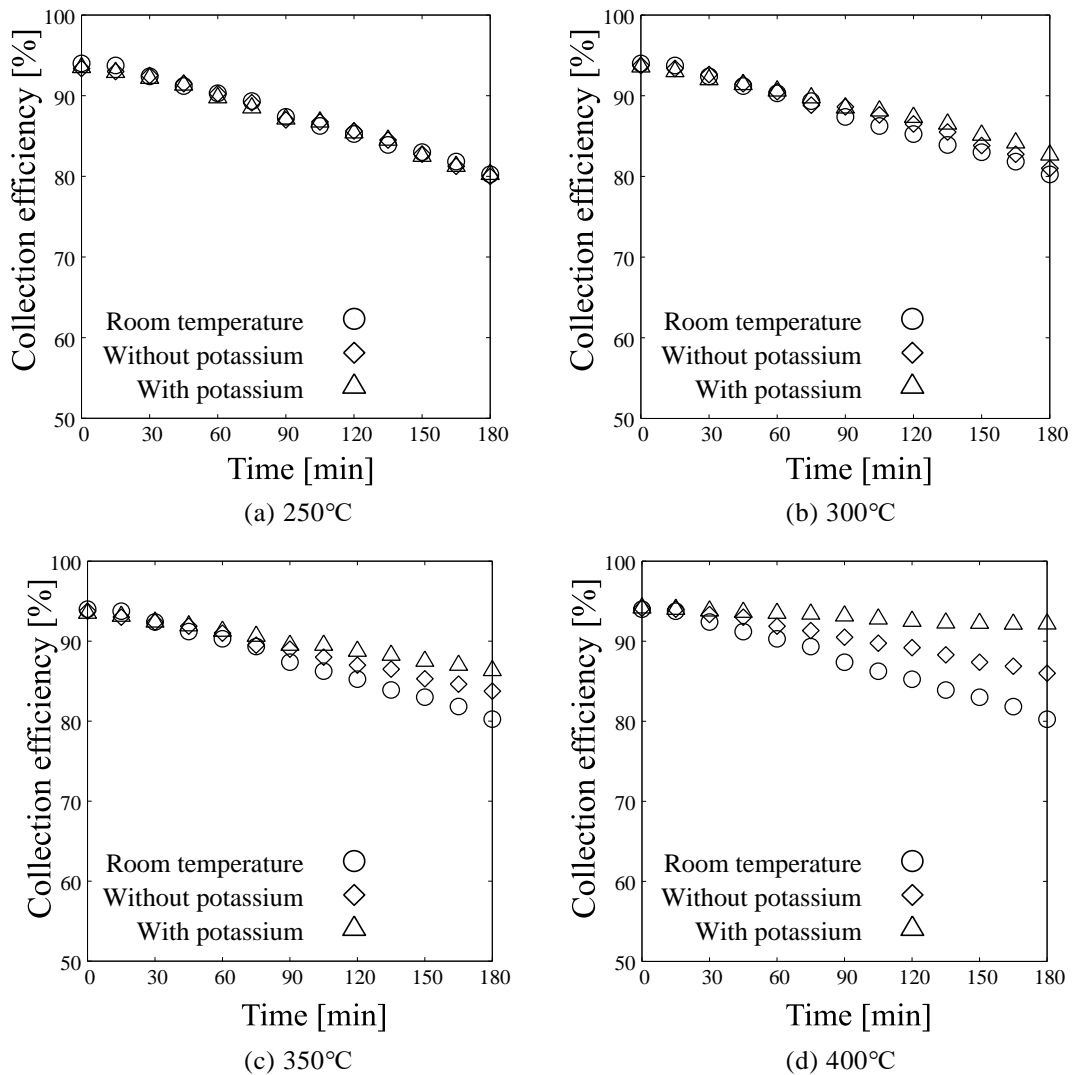 100
90
80
70
60
50
Collection efficiency [%]
Room temperature
Without potassium
With potassium
0 30 60 90 120 150 180
Time [min]
(a) 250℃
100
90
80
70
60
50
Collection efficiency [%]
Room temperature
Without potassium
With potassium
0 30 60 90 120 150 180
Time [min]
(b) 300℃
100
90
80
70
60
50
Collection efficiency [%]
Room temperature
Without potassium
With potassium
0 30 60 90 120 150 180
Time [min]
(c) 350℃
100
90
80
70
60
50
Collection efficiency [%]
Room temperature
Without potassium
With potassium
0 30 60 90 120 150 180
Time [min]
(d) 400℃